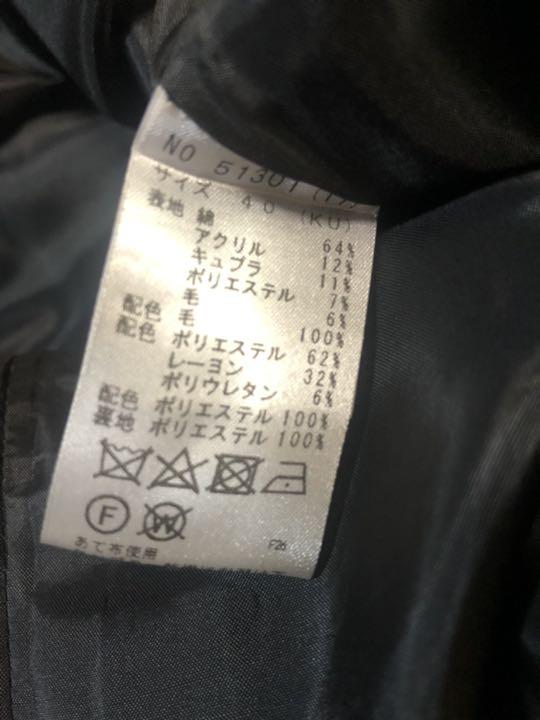 NO 51301
サイズ 40 (KU)
表地 綿 64%
アクリル 12%
キュプラ 11%
ポリエステル 7%
毛 6%
配色 毛 100%
配色 ポリエステル 62%
レーヨン 32%
ポリウレタン 6%
配色 ポリエステル 100%
裏地 ポリエステル 100%
F W
あて布使用 F26